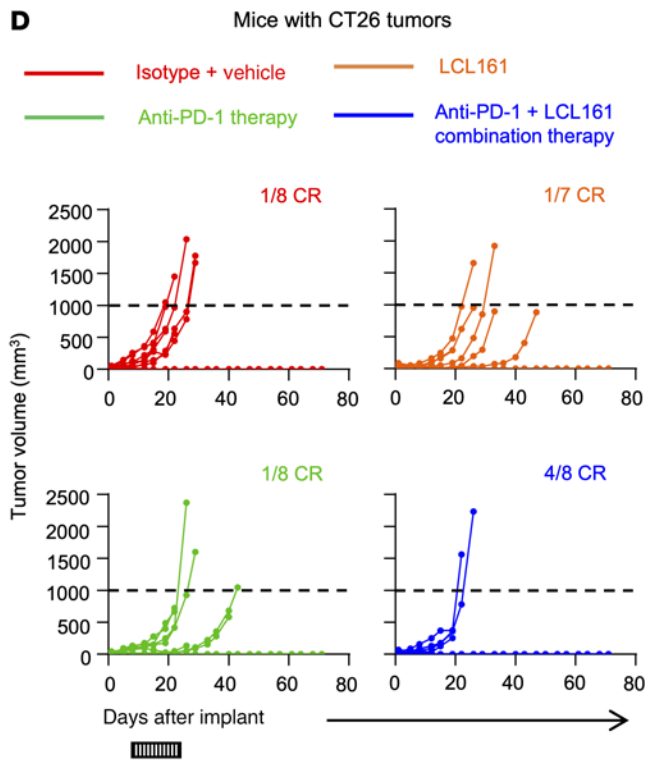 D
Mice with CT26 tumors
Isotype + vehicle
LCL161
Anti-PD-1 therapy
Anti-PD-1 + LCL161
combination therapy
1/8 CR
1/7 CR
2500
2000
1500
1000
500
0
0 20 40 60 80
0 20 40 60 80
Tumor volume (mm³)
1/8 CR
4/8 CR
2500
2000
1500
1000
500
0
0 20 40 60 80
0 20 40 60 80
Days after implant